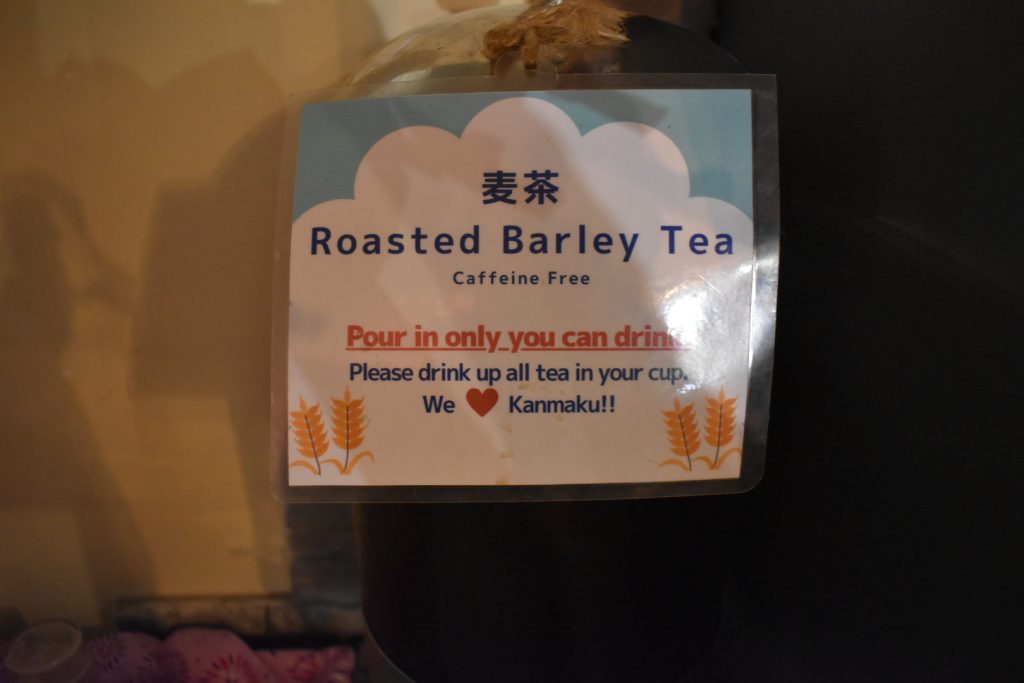 麦茶
Roasted Barley Tea
Caffeine Free
Pour in only you can drink.
Please drink up all tea in your cup.
We ❤ Kanmaku!!